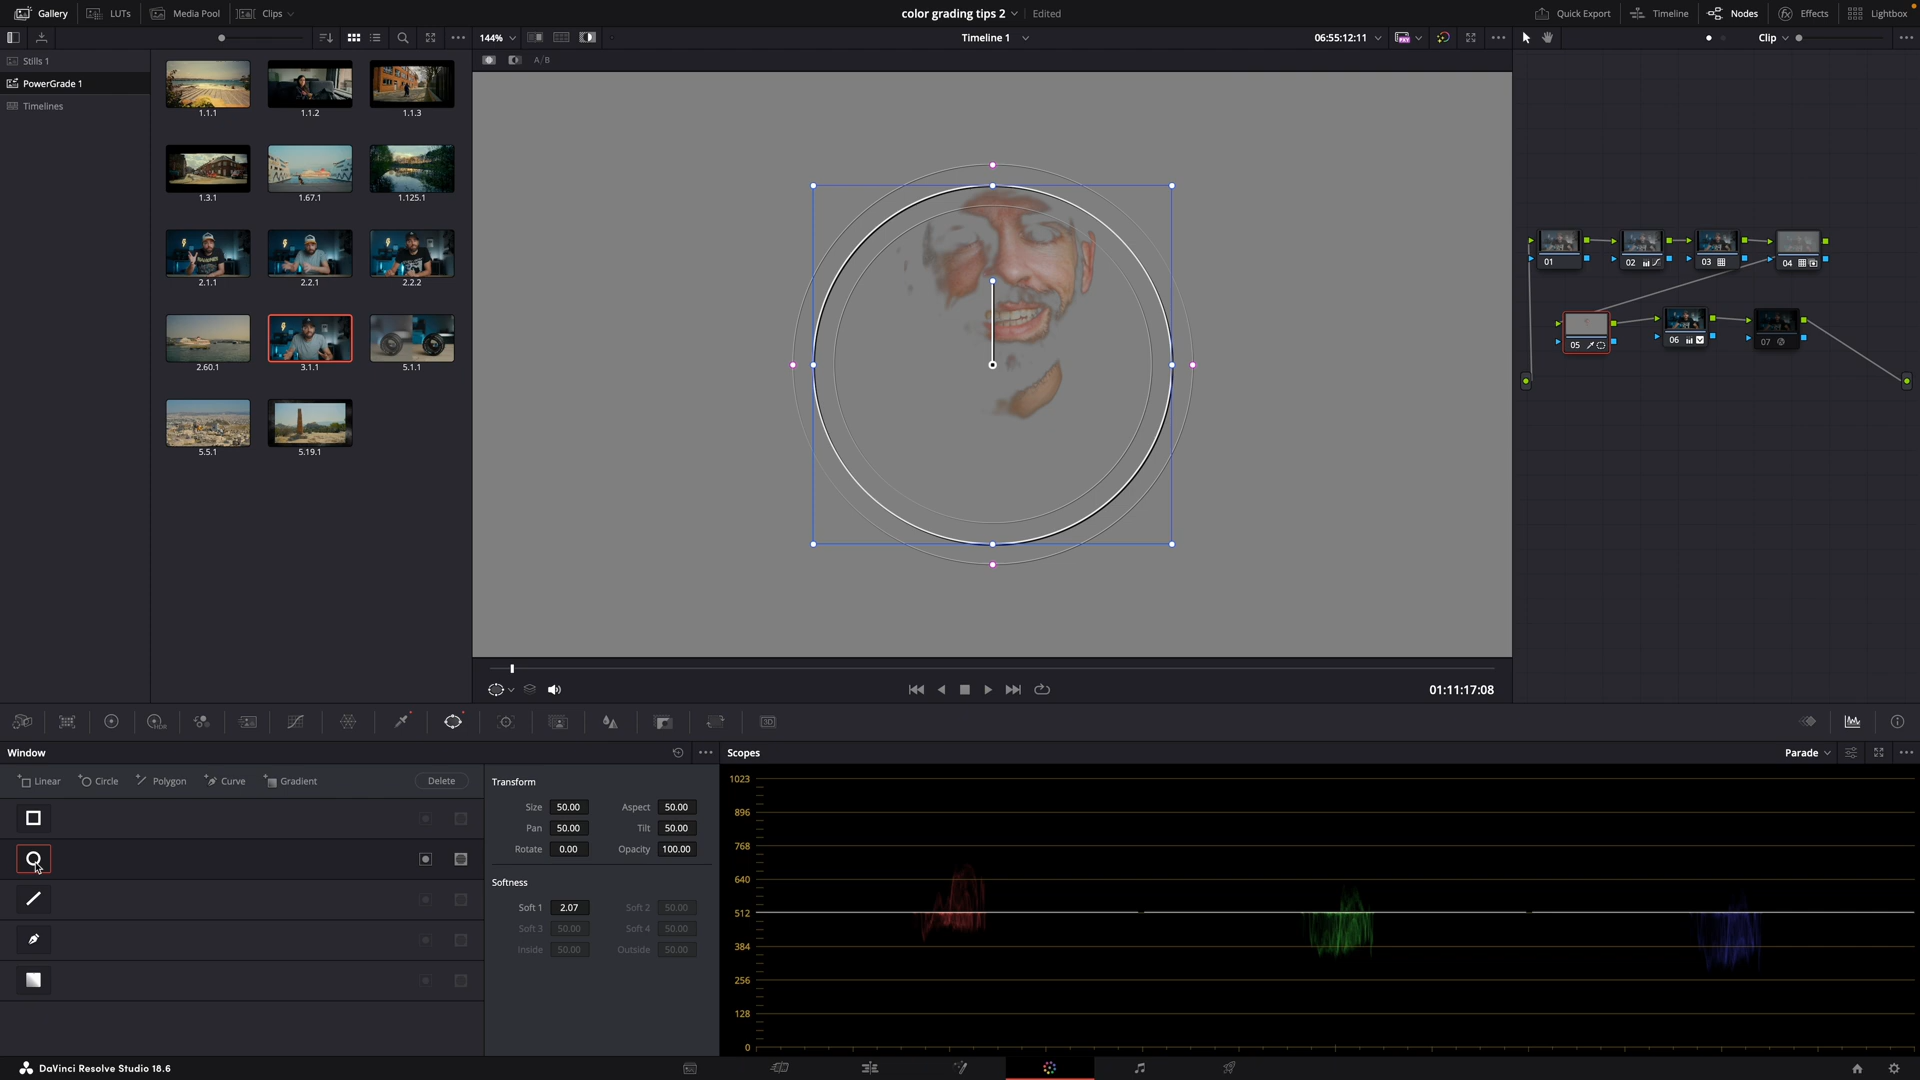 Gallery LUTs Media Pool Clips color grading tips 2 Edited Quick Export Timeline Nodes Effects Lightbox
144% Timeline 1 06:55:12:11 Clip
A/B
Stills 1
PowerGrade 1
Timelines
1.1.1 1.1.2 1.1.3
1.3.1 1.67.1 1.125.1
2.1.1 2.2.1 2.2.2
2.60.1 3.1.1 5.1.1
5.5.1 5.19.1
01 02 03 04
05 06 07
01:11:17:08
HDR 3D
Window Scopes Parade
Linear Circle Polygon Curve Gradient Delete
Transform
Size 50.00 Aspect 50.00
Pan 50.00 Tilt 50.00
Rotate 0.00 Opacity 100.00
Softness
Soft 1 2.07 Soft 2 50.00
Soft 3 50.00 Soft 4 50.00
Inside 50.00 Outside 50.00
1023
896
768
640
512
384
256
128
0
DaVinci Resolve Studio 18.6